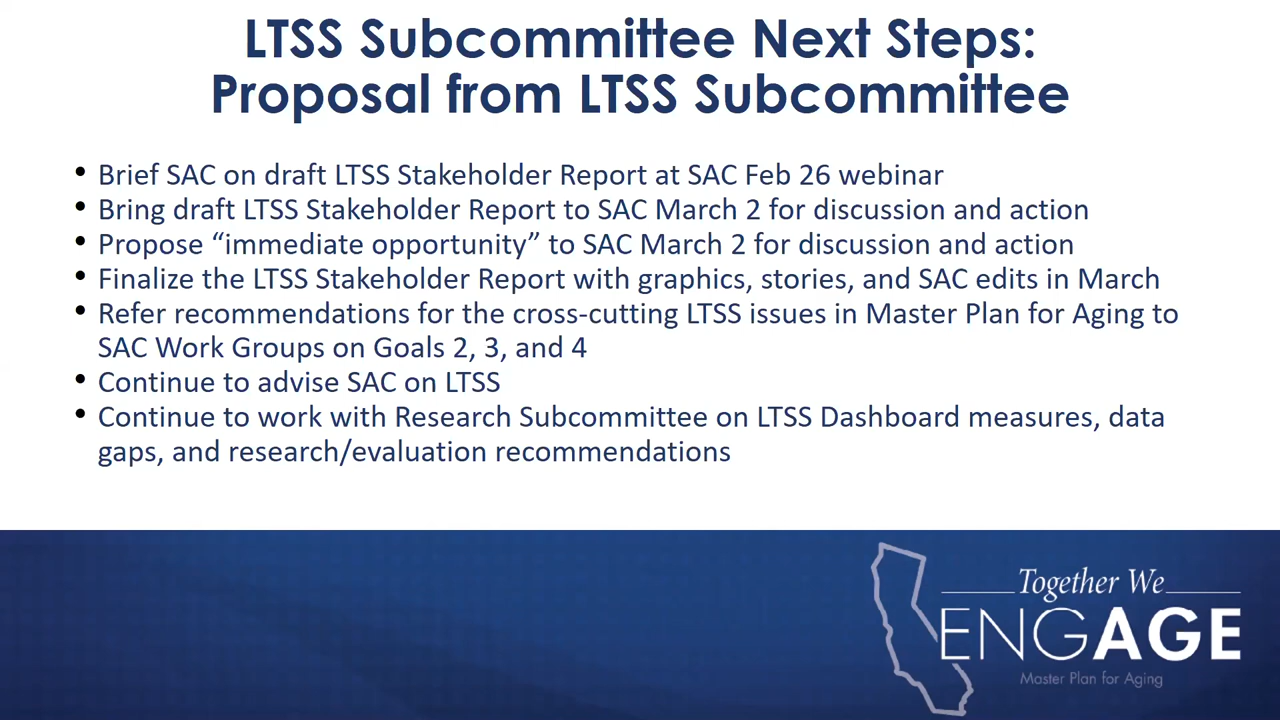 LTSS Subcommittee Next Steps:
Proposal from LTSS Subcommittee
• Brief SAC on draft LTSS Stakeholder Report at SAC Feb 26 webinar
• Bring draft LTSS Stakeholder Report to SAC March 2 for discussion and action
• Propose “immediate opportunity” to SAC March 2 for discussion and action
• Finalize the LTSS Stakeholder Report with graphics, stories, and SAC edits in March
• Refer recommendations for the cross-cutting LTSS issues in Master Plan for Aging to
SAC Work Groups on Goals 2, 3, and 4
• Continue to advise SAC on LTSS
• Continue to work with Research Subcommittee on LTSS Dashboard measures, data
gaps, and research/evaluation recommendations
Together We
ENGAGE
Master Plan for Aging